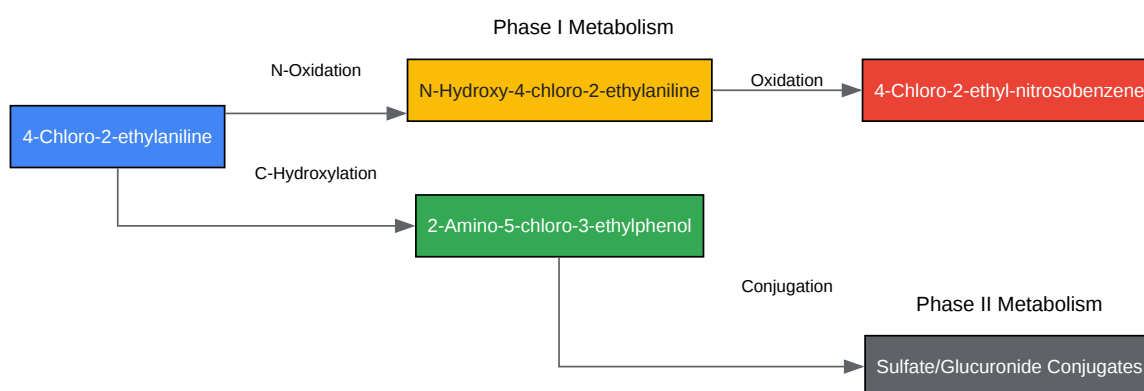 Phase I Metabolism
N-Oxidation
N-Hydroxy-4-chloro-2-ethylaniline
Oxidation
4-Chloro-2-ethyl-nitrosobenzene
4-Chloro-2-ethylaniline
C-Hydroxylation
2-Amino-5-chloro-3-ethylphenol
Conjugation
Phase II Metabolism
Sulfate/Glucuronide Conjugates